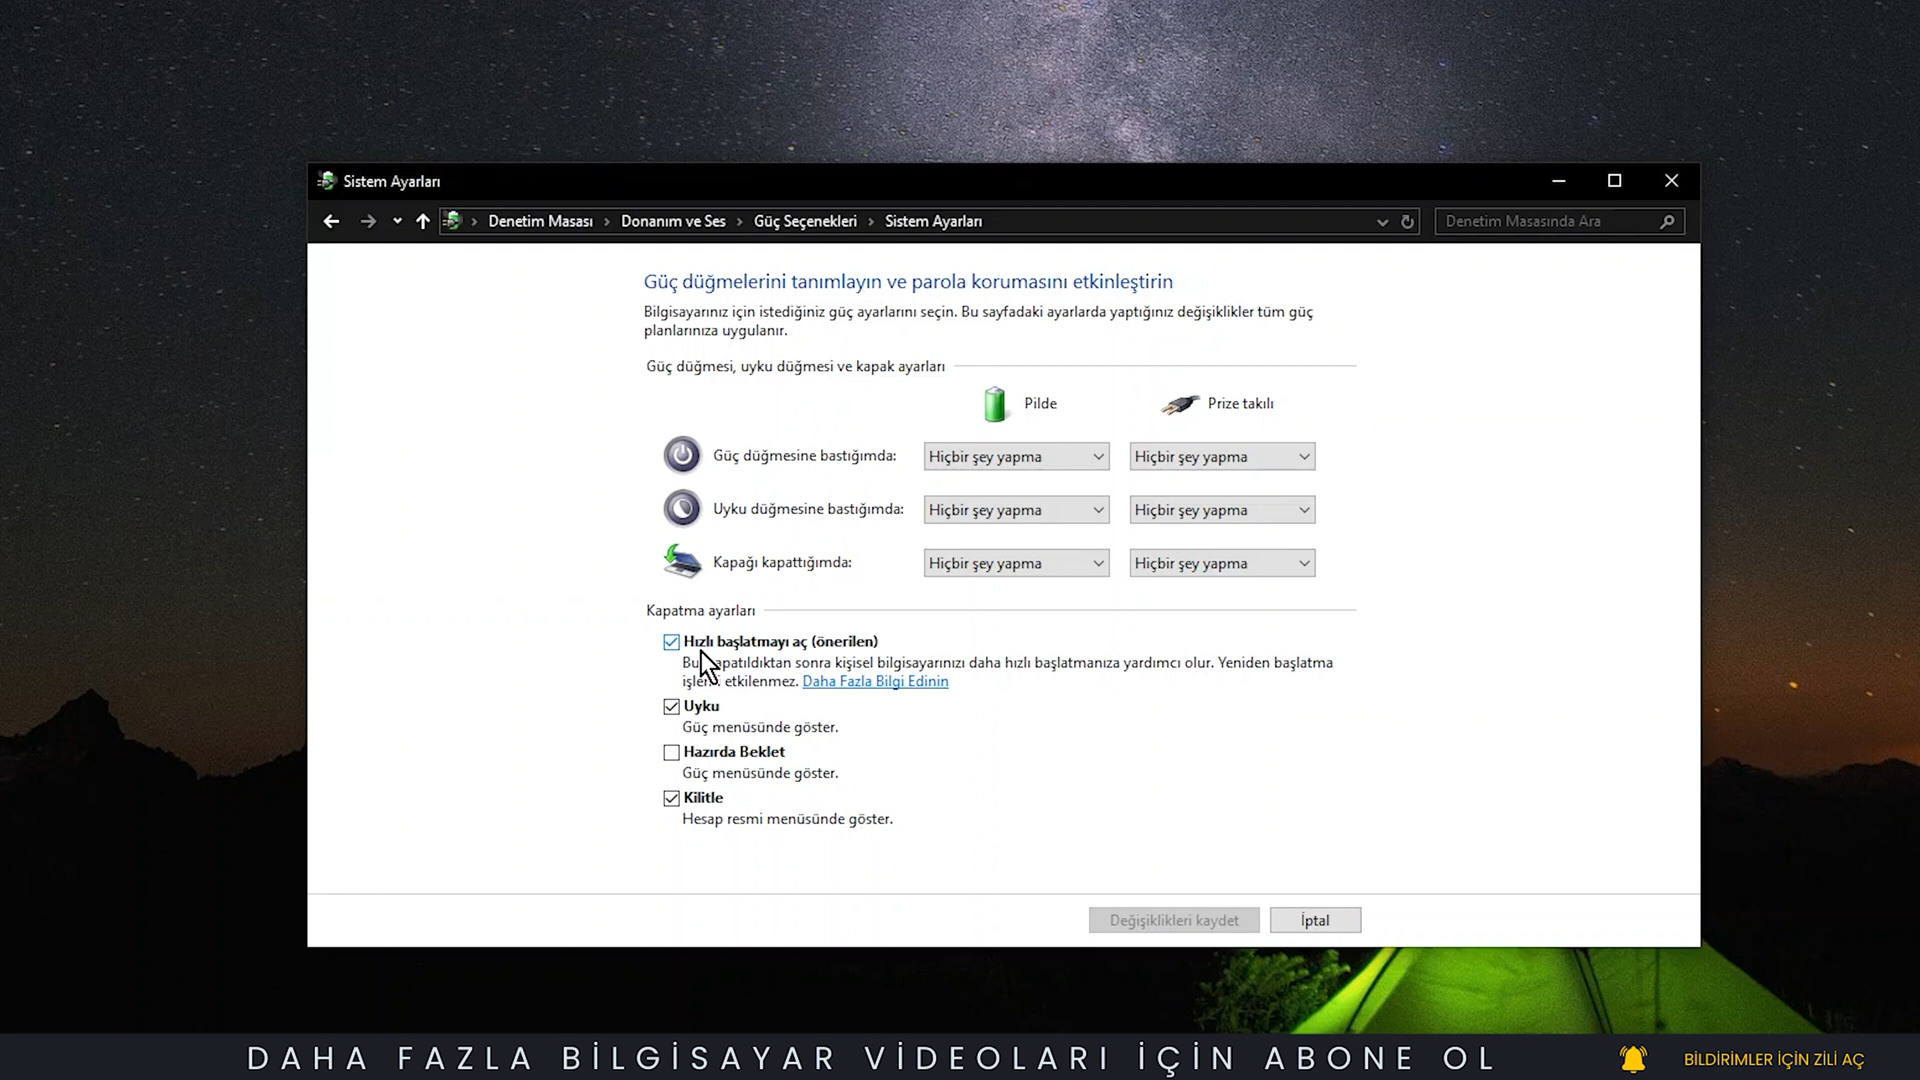 Sistem Ayarları
Denetim Masası > Donanım ve Ses > Güç Seçenekleri > Sistem Ayarları
Denetim Masasında Ara
Güç düğmelerini tanımlayın ve parola korumasını etkinleştirin
Bilgisayarınız için istediğiniz güç ayarlarını seçin. Bu sayfadaki ayarlarda yaptığınız değişiklikler tüm güç
planlarınıza uygulanır.
Güç düğmesi, uyku düğmesi ve kapak ayarları
Pilde Prize takılı
Güç düğmesine bastığımda: Hiçbir şey yapma Hiçbir şey yapma
Uyku düğmesine bastığımda: Hiçbir şey yapma Hiçbir şey yapma
Kapağı kapattığımda: Hiçbir şey yapma Hiçbir şey yapma
Kapatma ayarları
Hızlı başlatmayı aç (önerilen)
sonra kişisel bilgisayarınızı daha hızlı başlatmanıza yardımcı olur. Yeniden başlatma
etkilenmez. Daha Fazla Bilgi Edinin
Uyku
Güç menüsünde göster.
Hazırda Beklet
Güç menüsünde göster.
Kilitle
Hesap resmi menüsünde göster.
Değişiklikleri kaydet İptal
DAHA FAZLA BİLGİSAYAR VİDEOLARI İÇİN ABONE OL
BİLDİRİMLER İÇİN ZİLİ AÇ